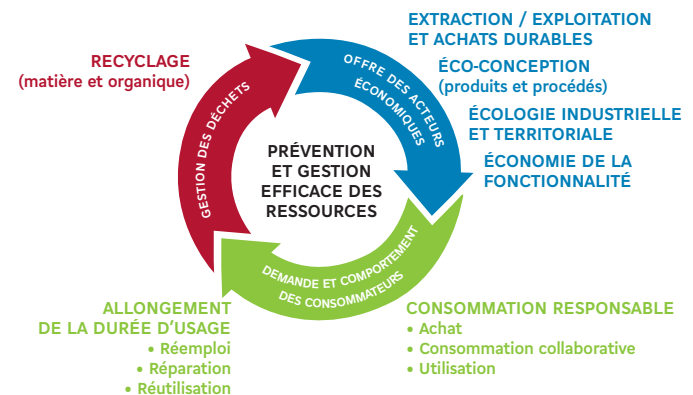 EXTRACTION / EXPLOITATION
ET ACHATS DURABLES
ÉCO-CONCEPTION
(produits et procédés)
ÉCOLOGIE INDUSTRIELLE
ET TERRITORIALE
ÉCONOMIE DE LA
FONCTIONNALITÉ
OFFRE DES ACTEURS
ÉCONOMIQUES
RECYCLAGE
(matière et organique)
GESTION DES DÉCHETS
PRÉVENTION
ET GESTION
EFFICACE DES
RESSOURCES
DEMANDE ET COMPORTEMENT
DES CONSOMMATEURS
ALLONGEMENT
DE LA DURÉE D'USAGE
• Réemploi
• Réparation
• Réutilisation
CONSOMMATION RESPONSABLE
• Achat
• Consommation collaborative
• Utilisation